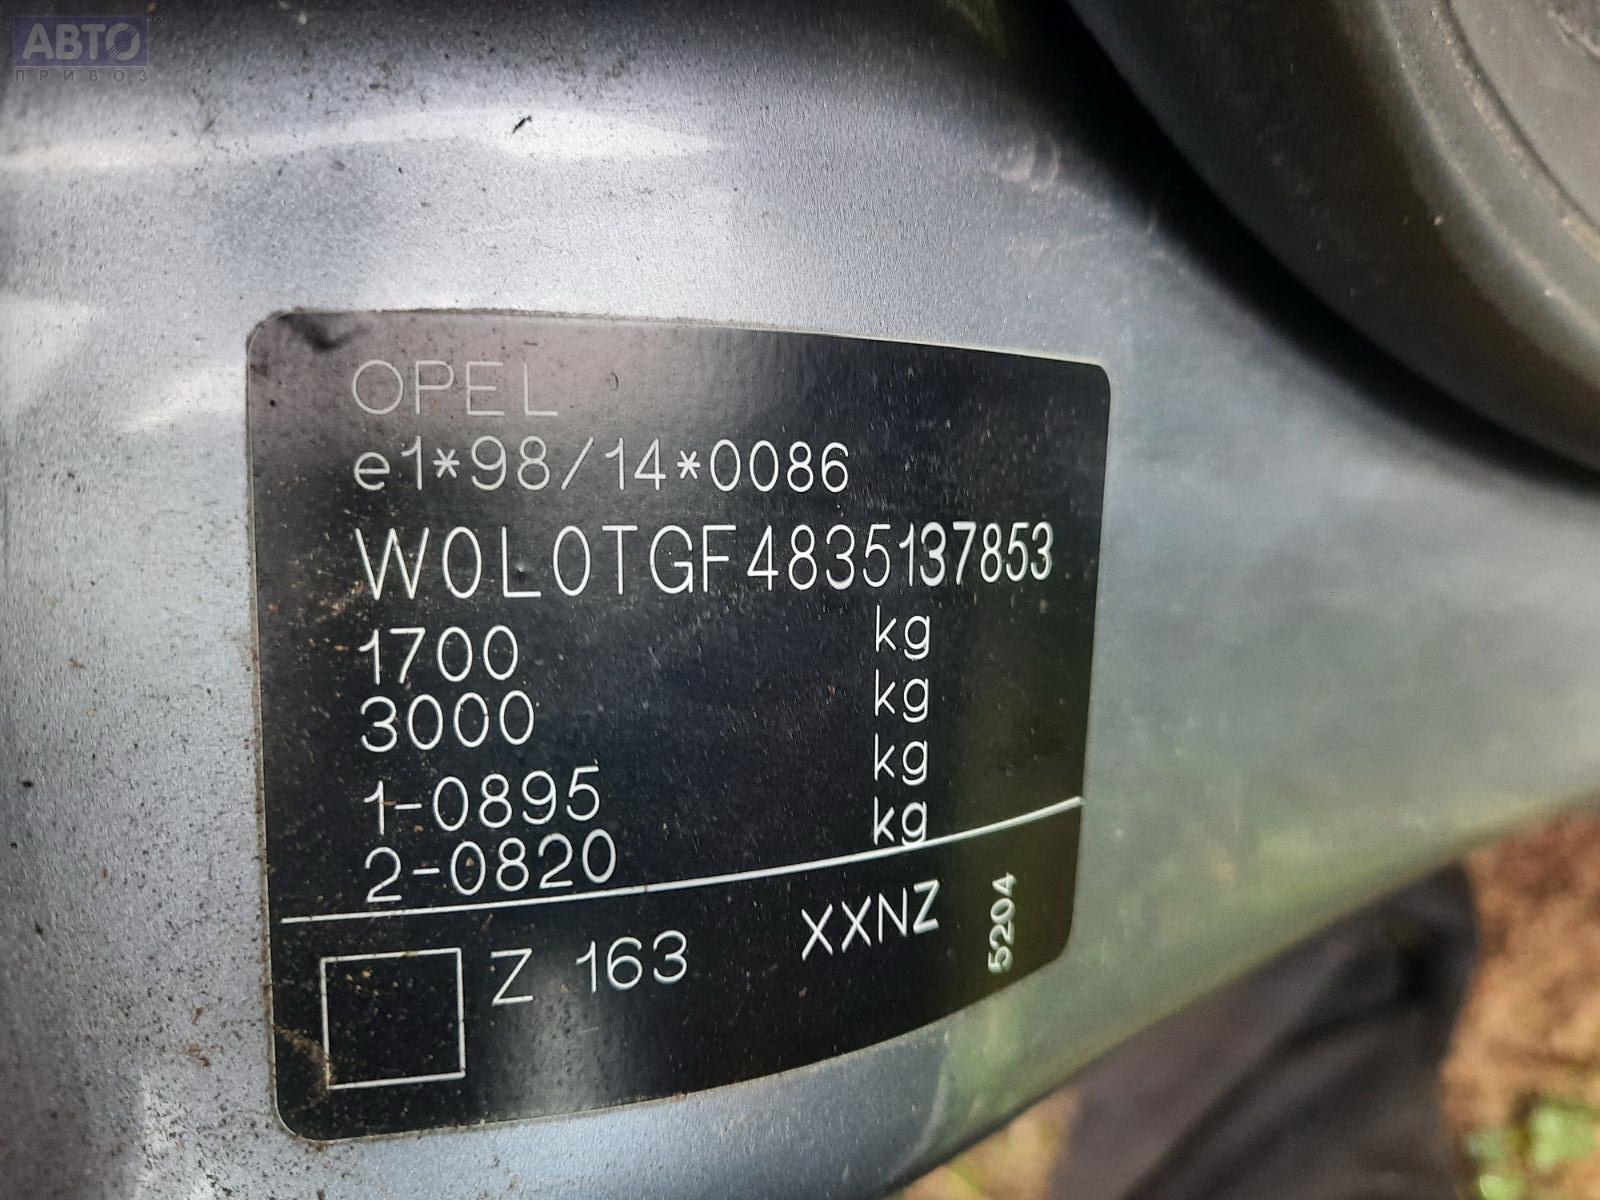 АВТО
ПРИВОЗ
OPEL
e1*98/14*0086
W0L0TGF4835137853
1700 kg
3000 kg
1-0895 kg
2-0820 kg
Z 163 XXNZ 5204